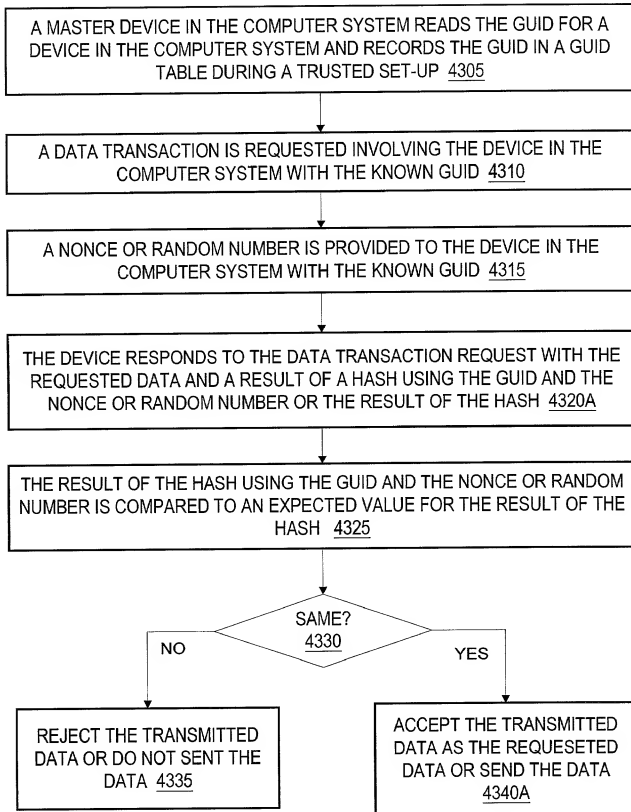 A MASTER DEVICE IN THE COMPUTER SYSTEM READS THE GUID FOR A
DEVICE IN THE COMPUTER SYSTEM AND RECORDS THE GUID IN A GUID
TABLE DURING A TRUSTED SET-UP 4305
A DATA TRANSACTION IS REQUESTED INVOLVING THE DEVICE IN THE
COMPUTER SYSTEM WITH THE KNOWN GUID 4310
A NONCE OR RANDOM NUMBER IS PROVIDED TO THE DEVICE IN THE
COMPUTER SYSTEM WITH THE KNOWN GUID 4315
THE DEVICE RESPONDS TO THE DATA TRANSACTION REQUEST WITH THE
REQUESTED DATA AND A RESULT OF A HASH USING THE GUID AND THE
NONCE OR RANDOM NUMBER OR THE RESULT OF THE HASH 4320A
THE RESULT OF THE HASH USING THE GUID AND THE NONCE OR RANDOM
NUMBER IS COMPARED TO AN EXPECTED VALUE FOR THE RESULT OF THE
HASH 4325
SAME?
4330
NO
YES
REJECT THE TRANSMITTED
DATA OR DO NOT SENT THE
DATA 4335
ACCEPT THE TRANSMITTED
DATA AS THE REQUESETED
DATA OR SEND THE DATA
4340A